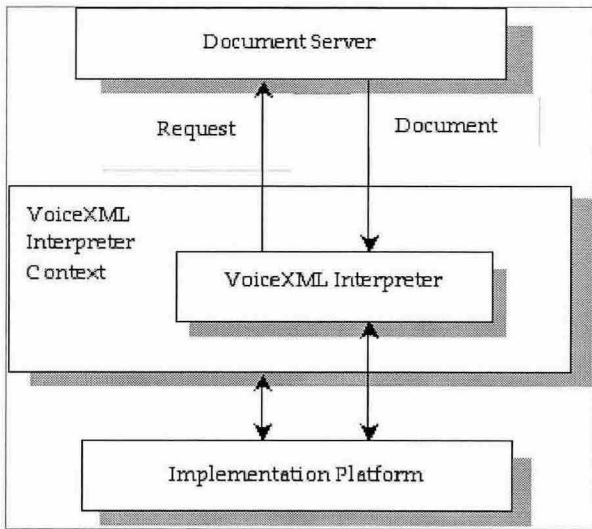 Document Server
Request
Document
VoiceXML
Interpreter
Context
VoiceXML Interpreter
Implementation Platform